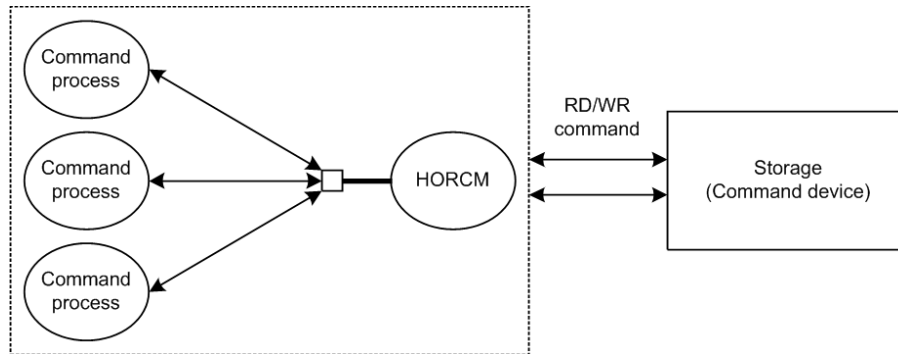 Command
process
Command
process
Command
process
HORCM
RD/WR
command
Storage
(Command device)